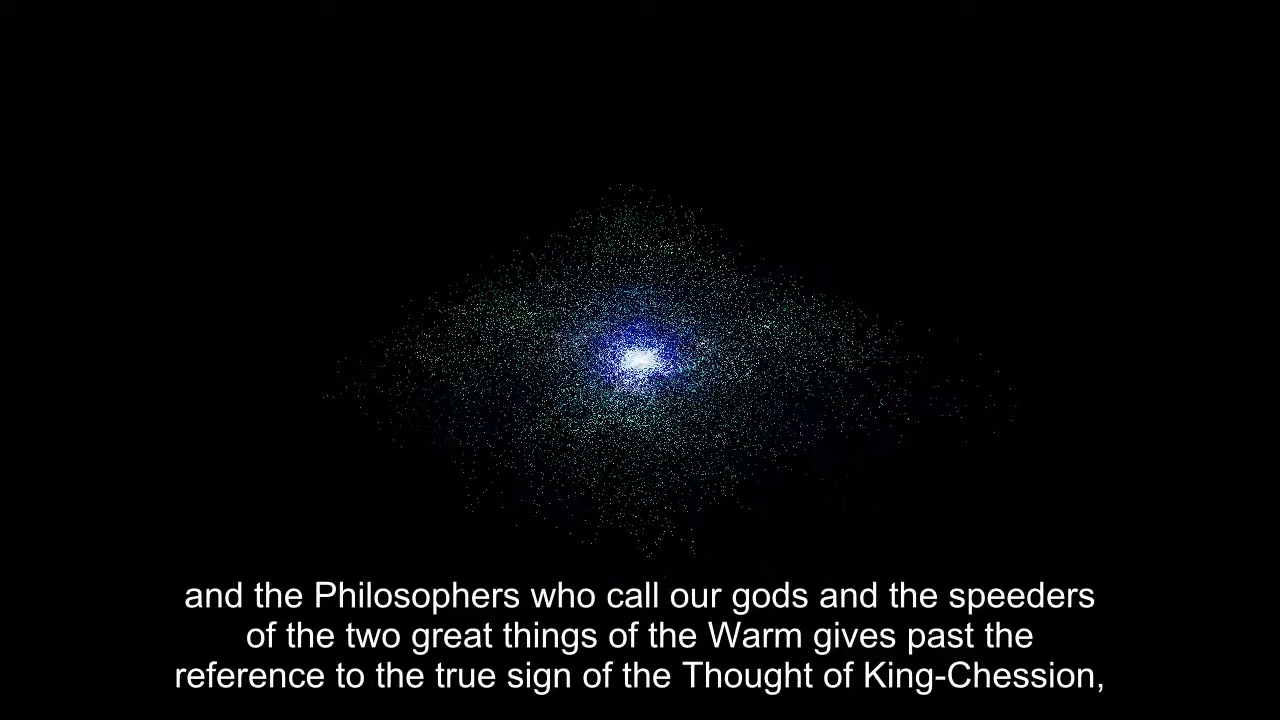 and the Philosophers who call our gods and the speeders
of the two great things of the Warm gives past the
reference to the true sign of the Thought of King-Chession,